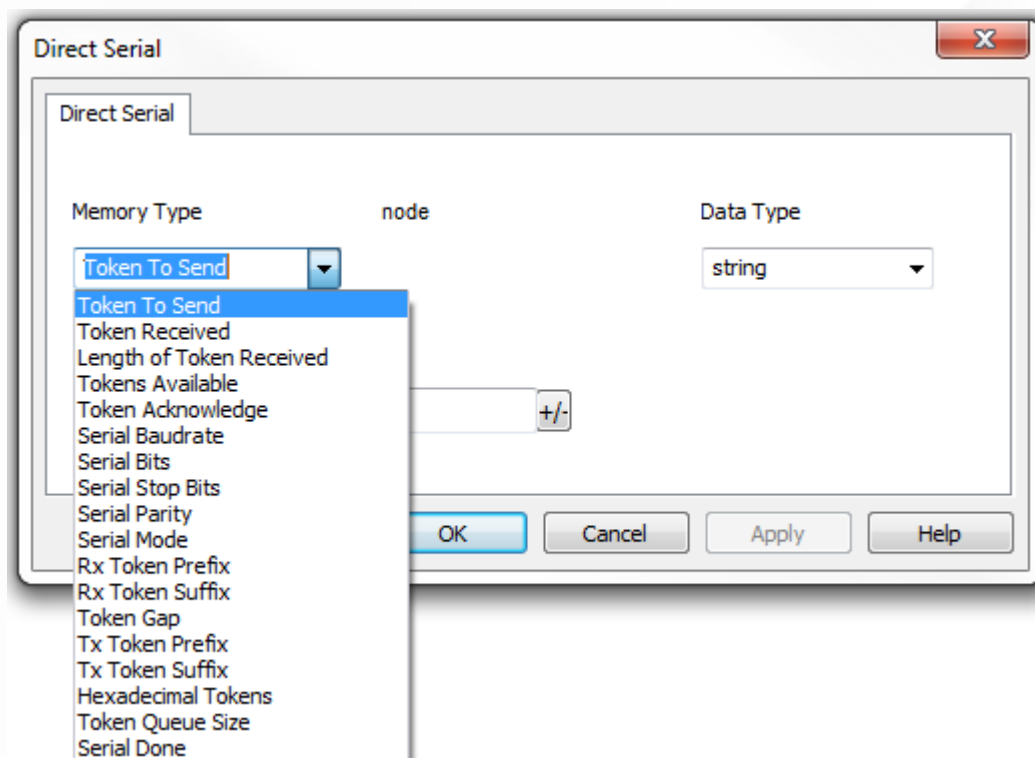 Direct Serial
Direct Serial
Memory Type node Data Type
Token To Send string
Token To Send
Token Received
Length of Token Received
Tokens Available
Token Acknowledge
+/-
Serial Baudrate
Serial Bits
Serial Stop Bits
Serial Parity
Serial Mode
OK Cancel Apply Help
Rx Token Prefix
Rx Token Suffix
Token Gap
Tx Token Prefix
Tx Token Suffix
Hexadecimal Tokens
Token Queue Size
Serial Done